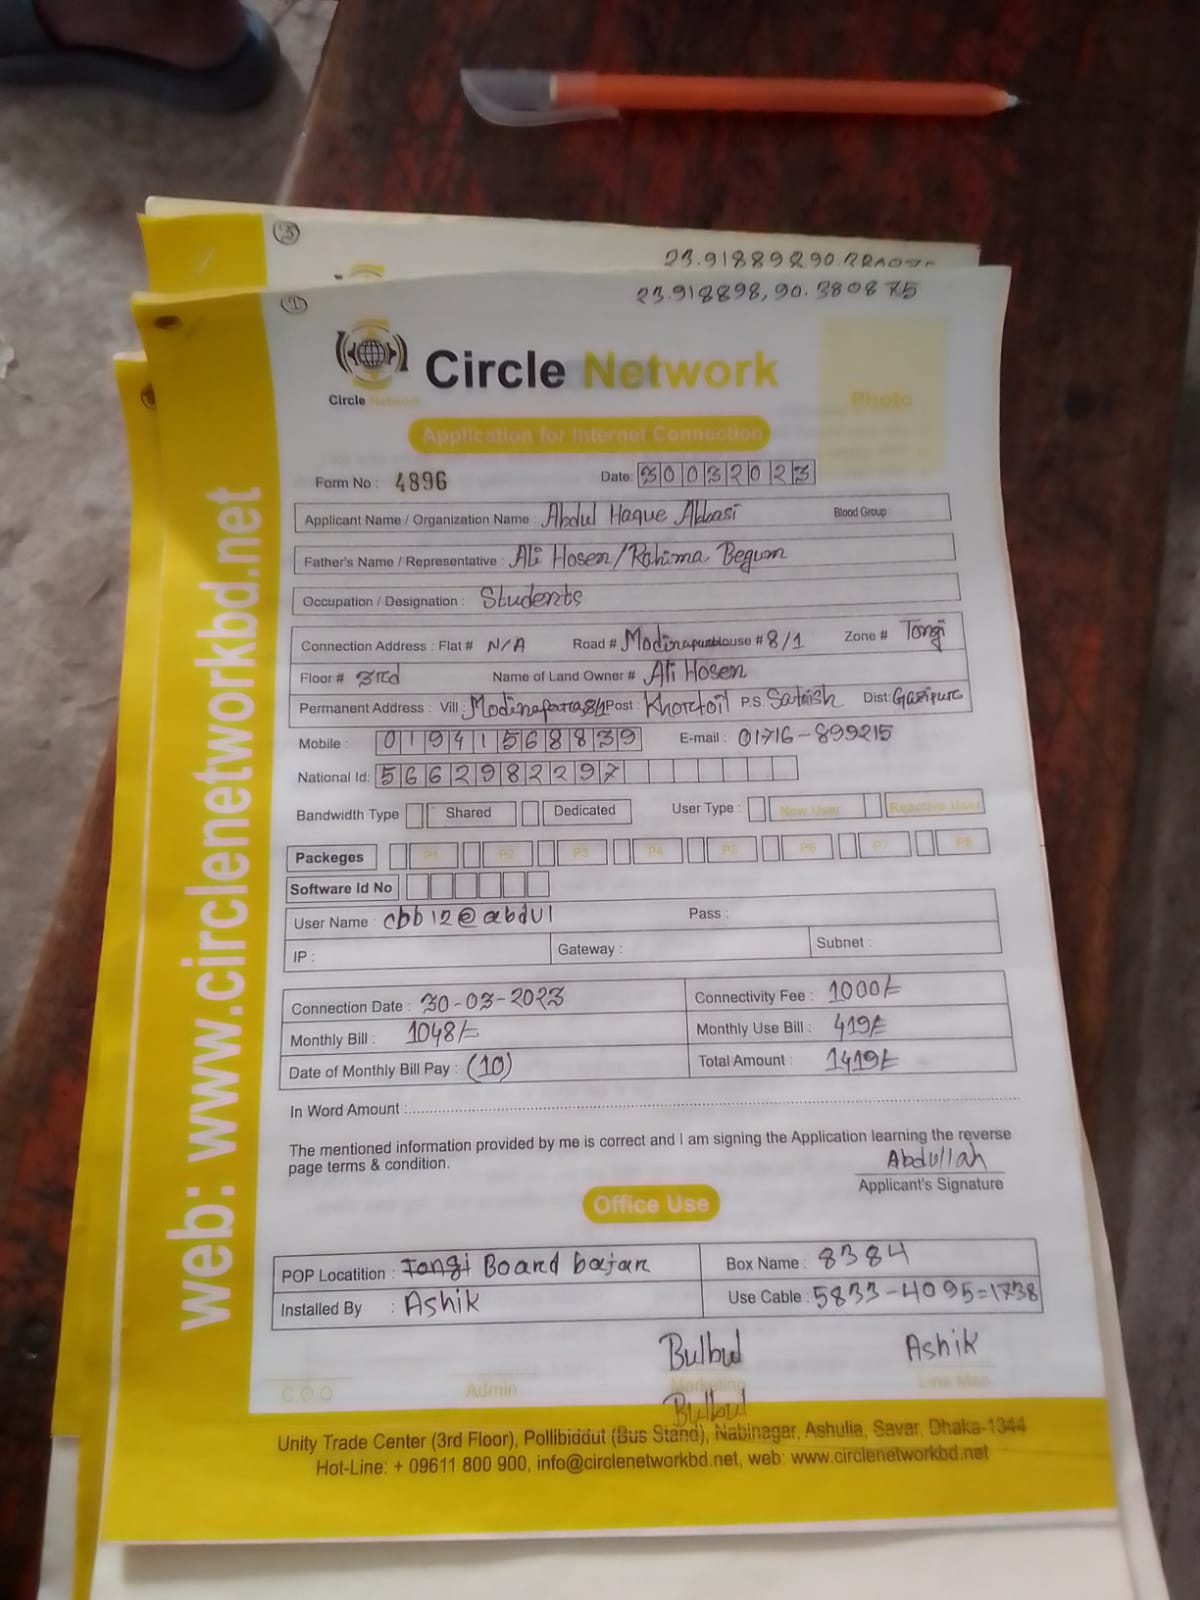 3
23.91889890.
1
23.918898, 90.380875
Circle Network
Circle Network
Photo
Application for Internet Connection
Form No : 4896 Date: 30032023
Applicant Name / Organization Name : Abdul Haque Abbasi Blood Group
Father's Name / Representative : Ali Hosen/Rahima Begum
Occupation / Designation : Students
Connection Address : Flat # N/A Road # Modinapara House # 8/1 Zone # Tongi
Floor # 3rd Name of Land Owner # Ali Hosen
Permanent Address : Vill : Modinapara 8/1 Post : Khortoil P.S. Sataish Dist: Gazipur
Mobile : 01941568839 E-mail : 01716-899215
National Id: 5662982297
Bandwidth Type Shared Dedicated User Type : New User Reactive User
Packeges P1 P2 P3 P4 P5 P6 P7 P8
Software Id No
User Name : cbb12@abdul Pass :
IP : Gateway : Subnet :
Connection Date : 30-03-2023 Connectivity Fee : 1000/=
Monthly Bill : 1048/= Monthly Use Bill : 419/=
Date of Monthly Bill Pay : (10) Total Amount : 1419/=
In Word Amount :
The mentioned information provided by me is correct and I am signing the Application learning the reverse
page terms & condition.
Abdullah
Applicant's Signature
Office Use
POP Locatition : Tongi Board bajar Box Name : 8384
Installed By : Ashik Use Cable : 5833-4095=1738
Bulbul Ashik
C.O.O Admin Marketing Line Man
Bulbul
Unity Trade Center (3rd Floor), Pollibiddut (Bus Stand), Nabinagar, Ashulia, Savar, Dhaka-1344
Hot-Line: + 09611 800 900, info@circlenetworkbd.net, web: www.circlenetworkbd.net
web: www.circlenetworkbd.net